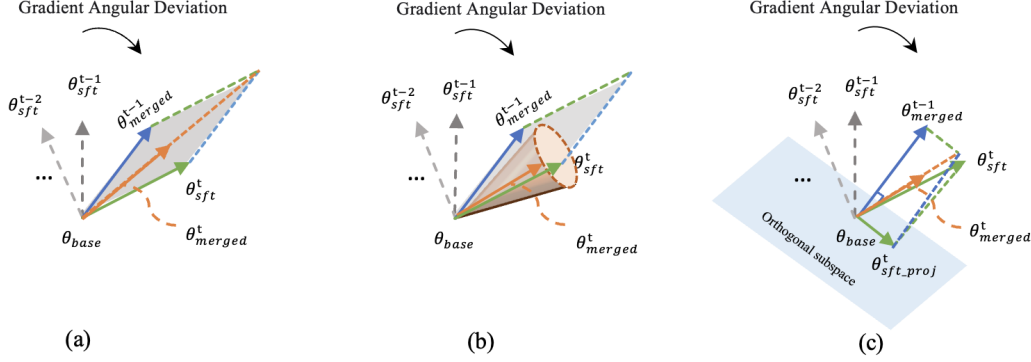 Gradient Angular Deviation
θ_sft^t-2
θ_sft^t-1
θ_merged^t-1
...
θ_sft^t
θ_base
θ_merged^t
(a)
Gradient Angular Deviation
θ_sft^t-2
θ_sft^t-1
θ_merged^t-1
...
θ_sft^t
θ_base
θ_merged^t
(b)
Gradient Angular Deviation
θ_sft^t-2
θ_sft^t-1
θ_merged^t-1
...
θ_sft^t
θ_base
θ_merged^t
Orthogonal subspace
θ_sft_proj^t
(c)